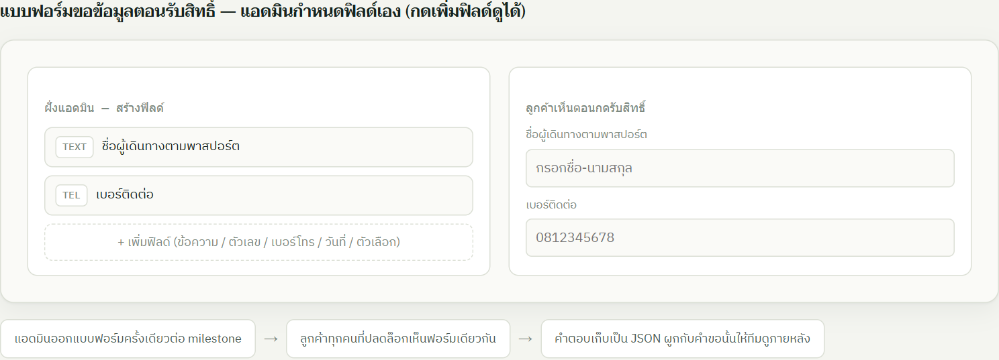 แบบฟอร์มขอข้อมูลตอนรับสิทธิ์ — แอดมินกำหนดฟิลด์เอง (กดเพิ่มฟิลด์ดูได้)
ฝั่งแอดมิน — สร้างฟิลด์
TEXT ชื่อผู้เดินทางตามพาสปอร์ต
TEL เบอร์ติดต่อ
+ เพิ่มฟิลด์ (ข้อความ / ตัวเลข / เบอร์โทร / วันที่ / ตัวเลือก)
ลูกค้าเห็นตอนกดรับสิทธิ์
ชื่อผู้เดินทางตามพาสปอร์ต
กรอกชื่อ-นามสกุล
เบอร์ติดต่อ
0812345678
แอดมินออกแบบฟอร์มครั้งเดียวต่อ milestone → ลูกค้าทุกคนที่ปลดล็อกเห็นฟอร์มเดียวกัน → คำตอบเก็บเป็น JSON ผูกกับคำขอนั้นให้ทีมดูภายหลัง